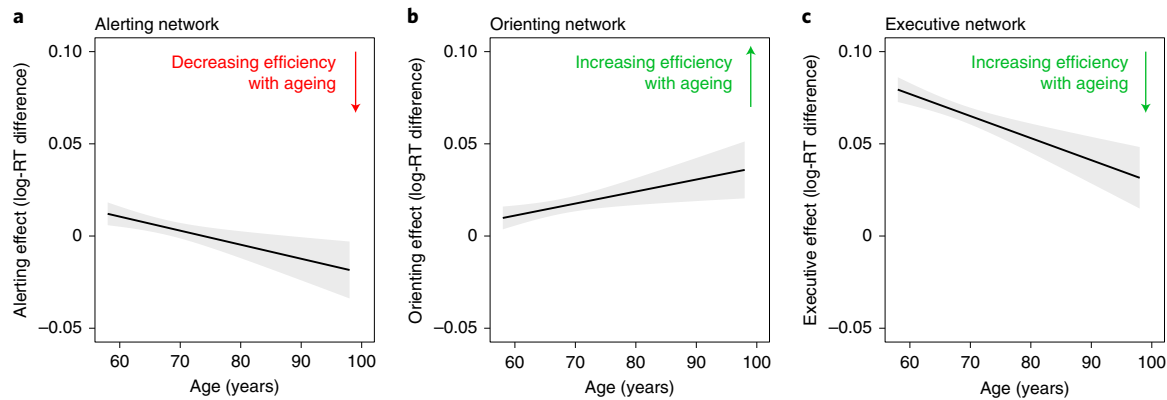 a
Alerting network
Decreasing efficiency
with ageing
Alerting effect (log-RT difference)
0.10
0.05
0
−0.05
60 70 80 90 100
Age (years)
b
Orienting network
Increasing efficiency
with ageing
Orienting effect (log-RT difference)
0.10
0.05
0
−0.05
60 70 80 90 100
Age (years)
c
Executive network
Increasing efficiency
with ageing
Executive effect (log-RT difference)
0.10
0.05
0
−0.05
60 70 80 90 100
Age (years)